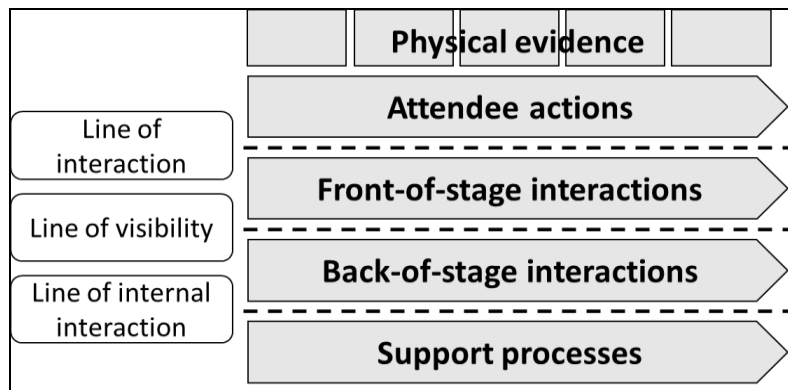 Physical evidence
Attendee actions
Line of
interaction
Front-of-stage interactions
Line of visibility
Back-of-stage interactions
Line of internal
interaction
Support processes